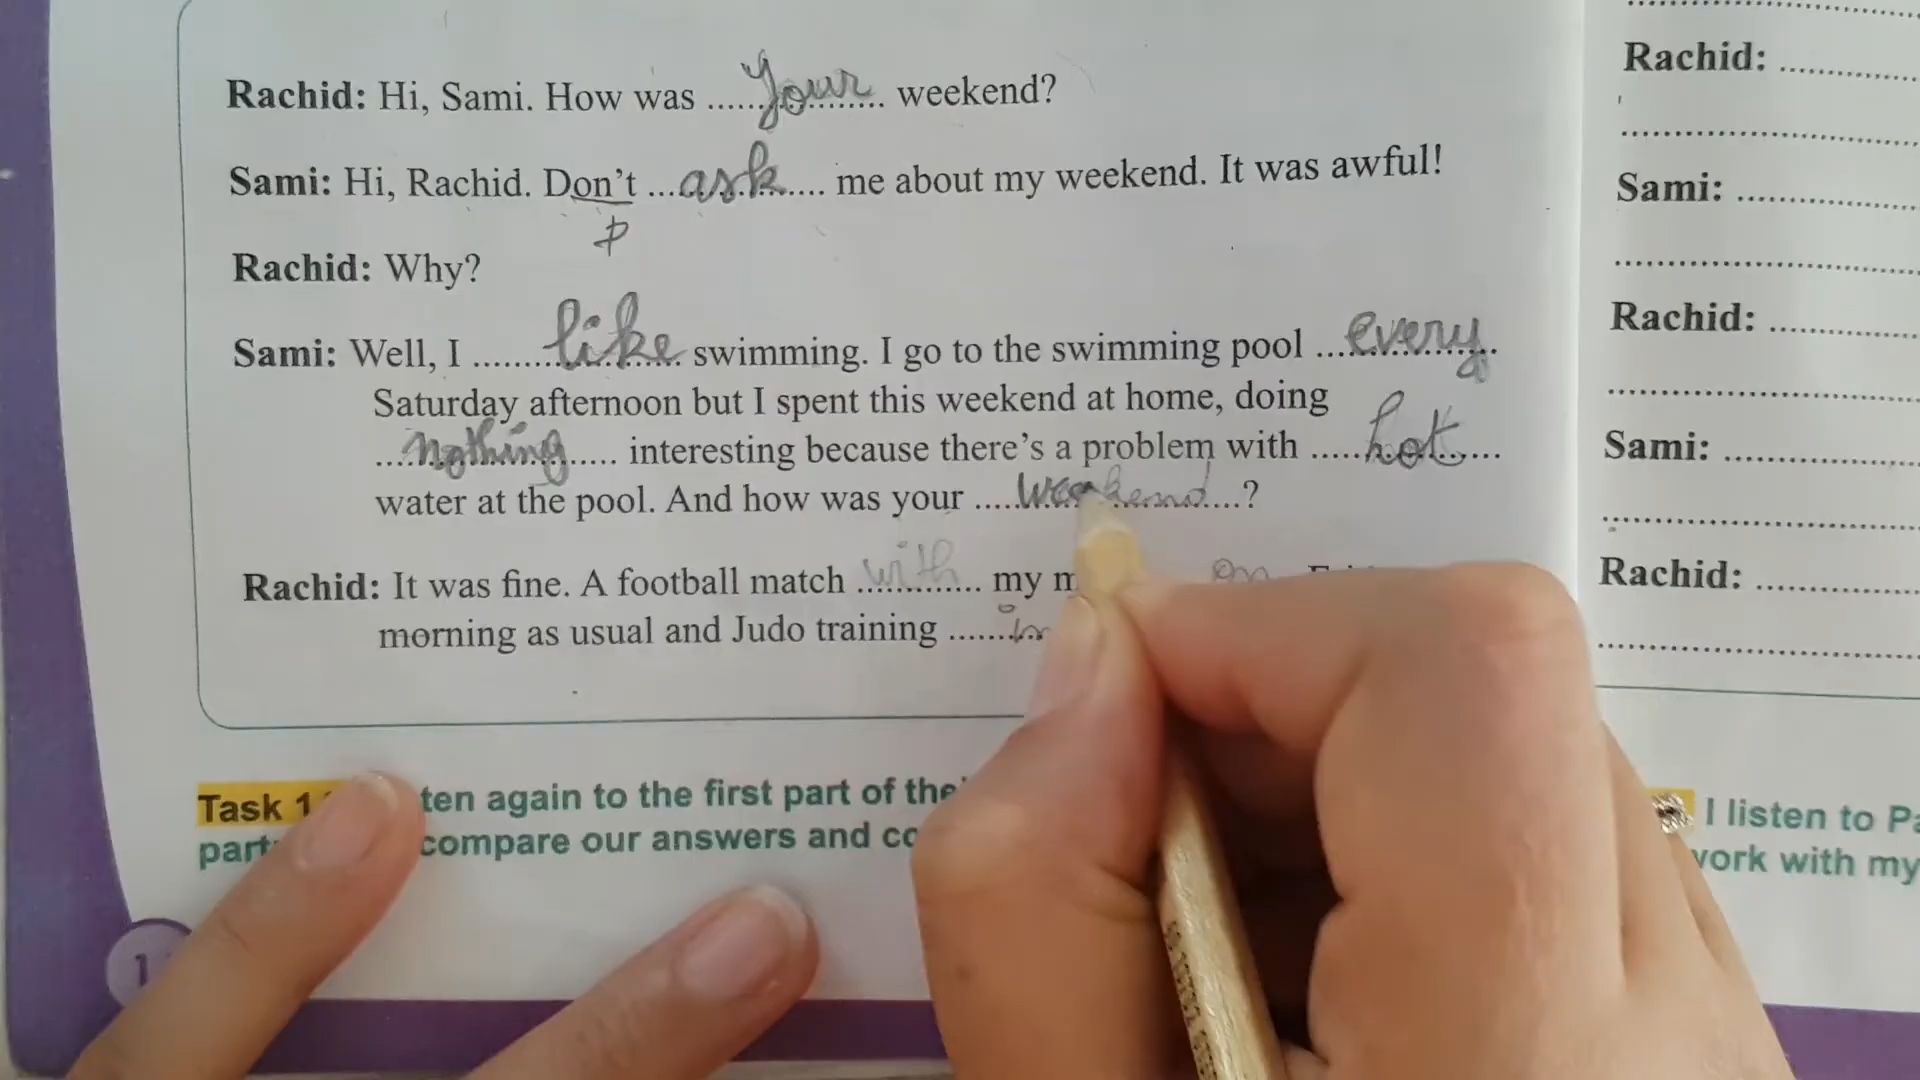 Rachid: Hi, Sami. How was ......your...... weekend?
Sami: Hi, Rachid. Don't ...ask... me about my weekend. It was awful!
Rachid: Why?
Sami: Well, I ......like swimming. I go to the swimming pool ...every...
Saturday afternoon but I spent this weekend at home, doing
...nothing... interesting because there's a problem with .....hot...
water at the pool. And how was your ....weekend...?
Rachid: It was fine. A football match ...with... my on
morning as usual and Judo training .......in
Task 1 ten again to the first part of the
compare our answers and
Rachid: ..............
Sami: ..............
Rachid: ..............
Sami: ..............
Rachid: ..............
I listen to
work with my